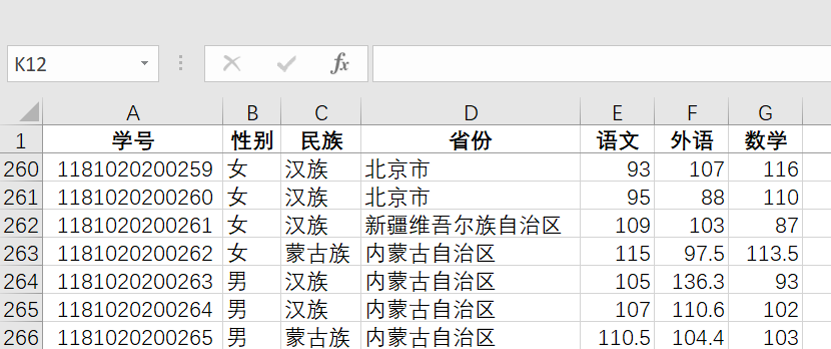 K12 fx
A B C D E F G
1 学号 性别 民族 省份 语文 外语 数学
260 1181020200259 女 汉族 北京市 93 107 116
261 1181020200260 女 汉族 北京市 95 88 110
262 1181020200261 女 汉族 新疆维吾尔族自治区 109 103 87
263 1181020200262 女 蒙古族 内蒙古自治区 115 97.5 113.5
264 1181020200263 男 汉族 内蒙古自治区 105 136.3 93
265 1181020200264 男 汉族 内蒙古自治区 107 110.6 102
266 1181020200265 男 蒙古族 内蒙古自治区 110.5 104.4 103